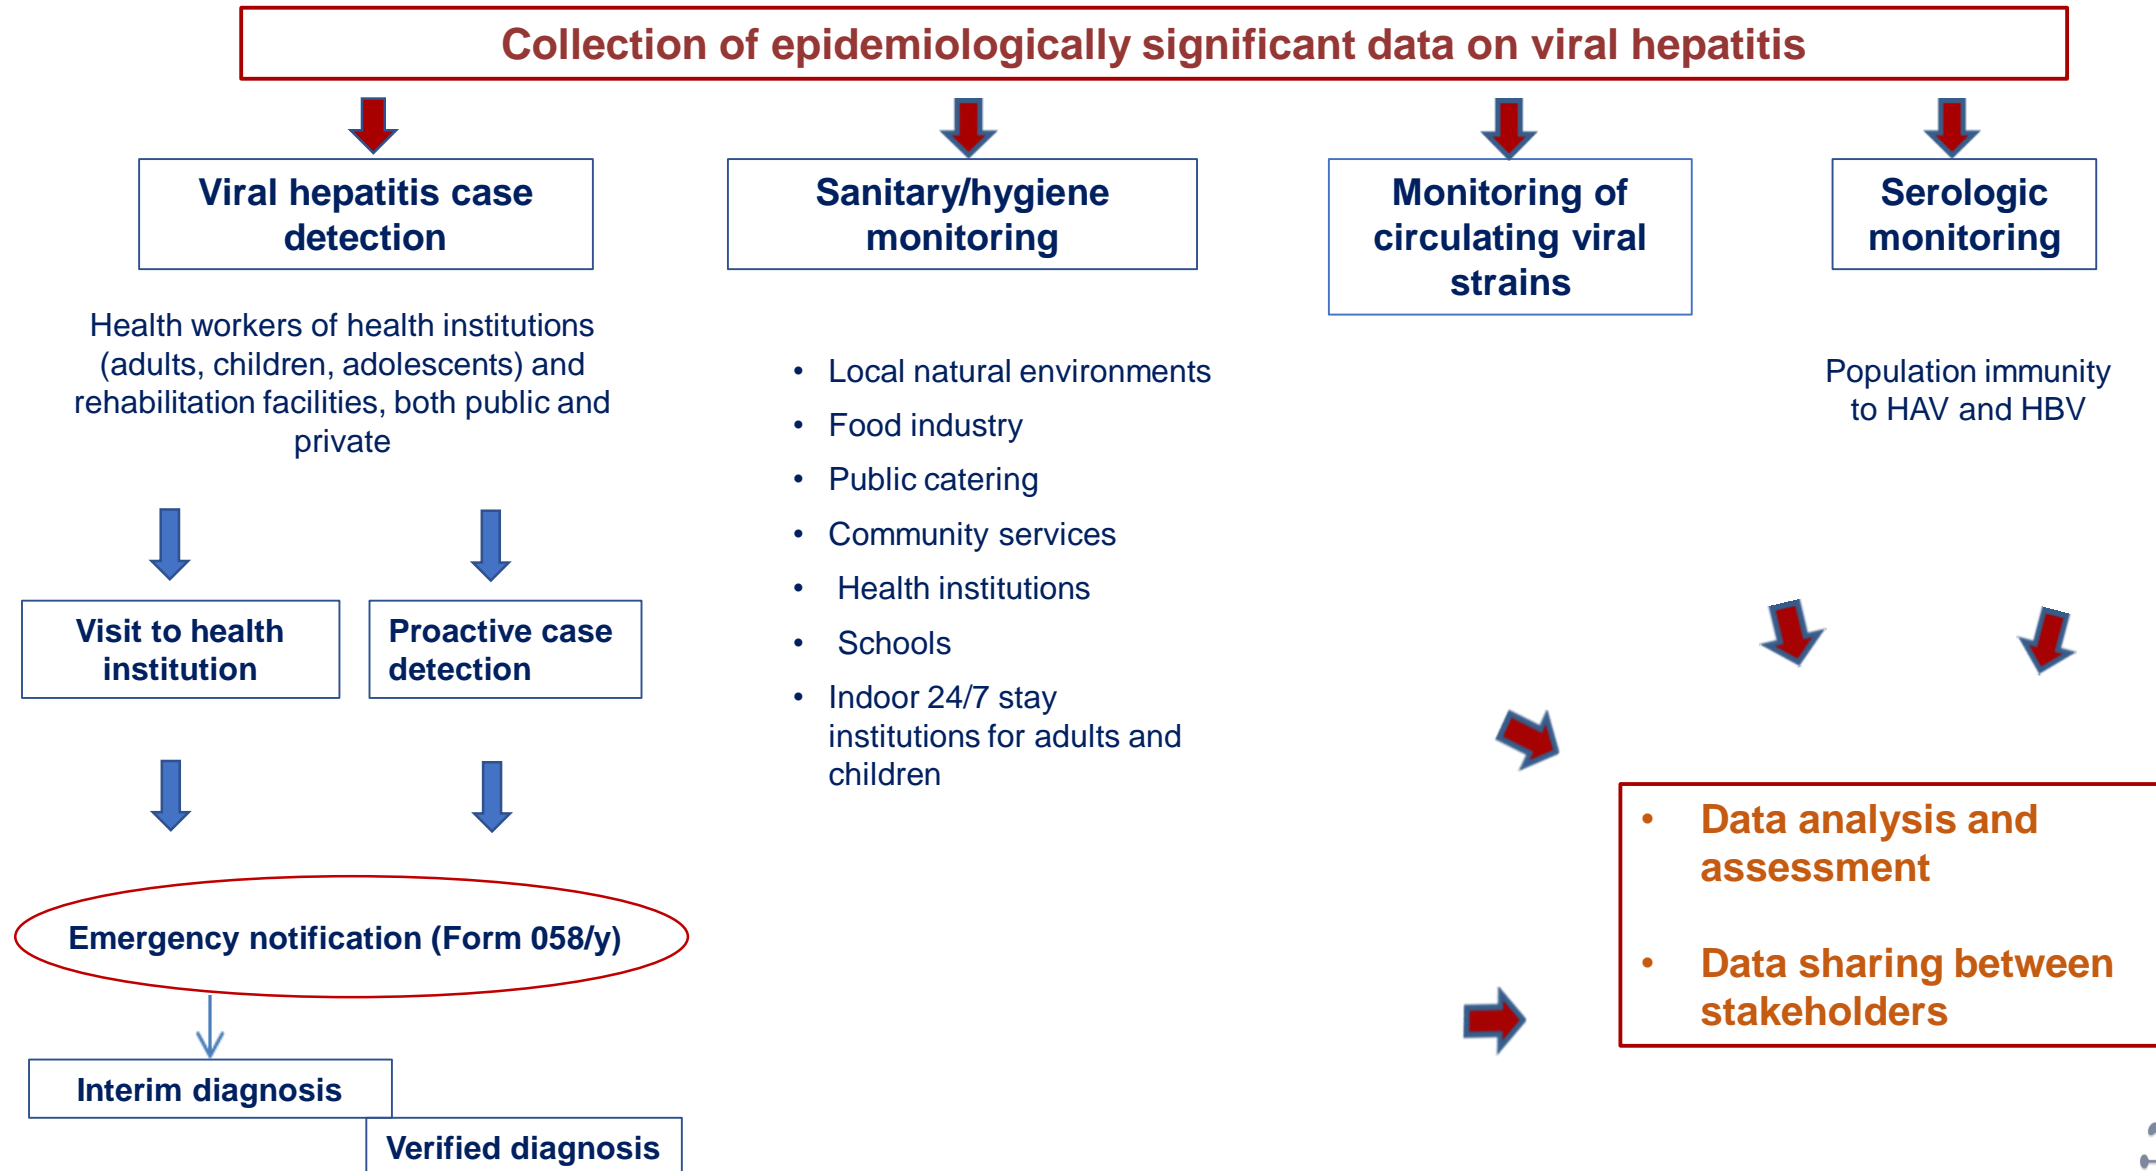 Collection of epidemiologically significant data on viral hepatitis
Viral hepatitis case
detection
Health workers of health institutions
(adults, children, adolescents) and
rehabilitation facilities, both public and
private
Visit to health
institution
Proactive case
detection
Emergency notification (Form 058/y)
Interim diagnosis
Verified diagnosis
Sanitary/hygiene
monitoring
• Local natural environments
• Food industry
• Public catering
• Community services
• Health institutions
• Schools
• Indoor 24/7 stay
institutions for adults and
children
Monitoring of
circulating viral
strains
Serologic
monitoring
Population immunity
to HAV and HBV
• Data analysis and
assessment
• Data sharing between
stakeholders